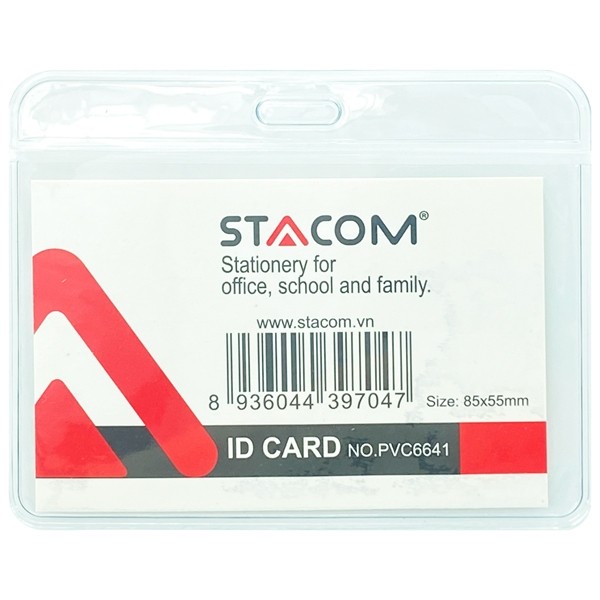 STACOM®
Stationery for
office, school and family.
www.stacom.vn
8 936044 397047
Size: 85x55mm
ID CARD NO.PVC6641